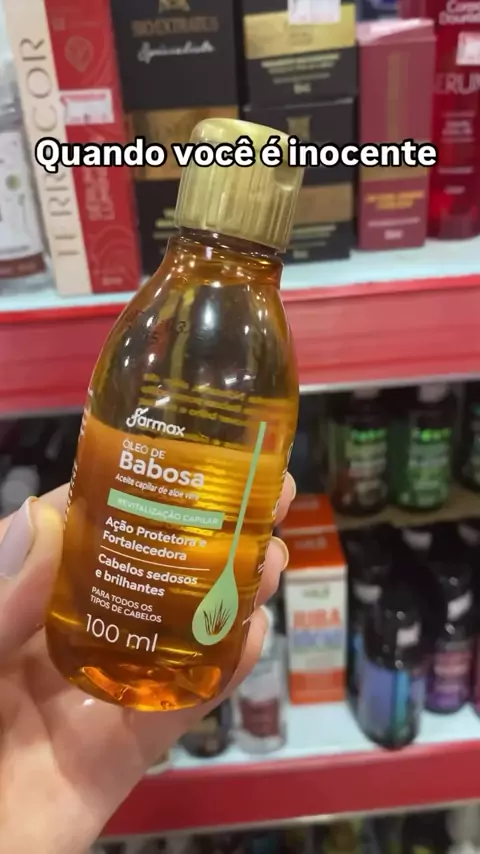 Quando você é inocente
TERRACOR
farmax
ÓLEO DE
Babosa
Aceite capilar de aloe vera
REVITALIZAÇÃO CAPILAR
Ação Protetora e
Fortalecedora
Cabelos sedosos
e brilhantes
PARA TODOS OS
TIPOS DE CABELOS
100 ml